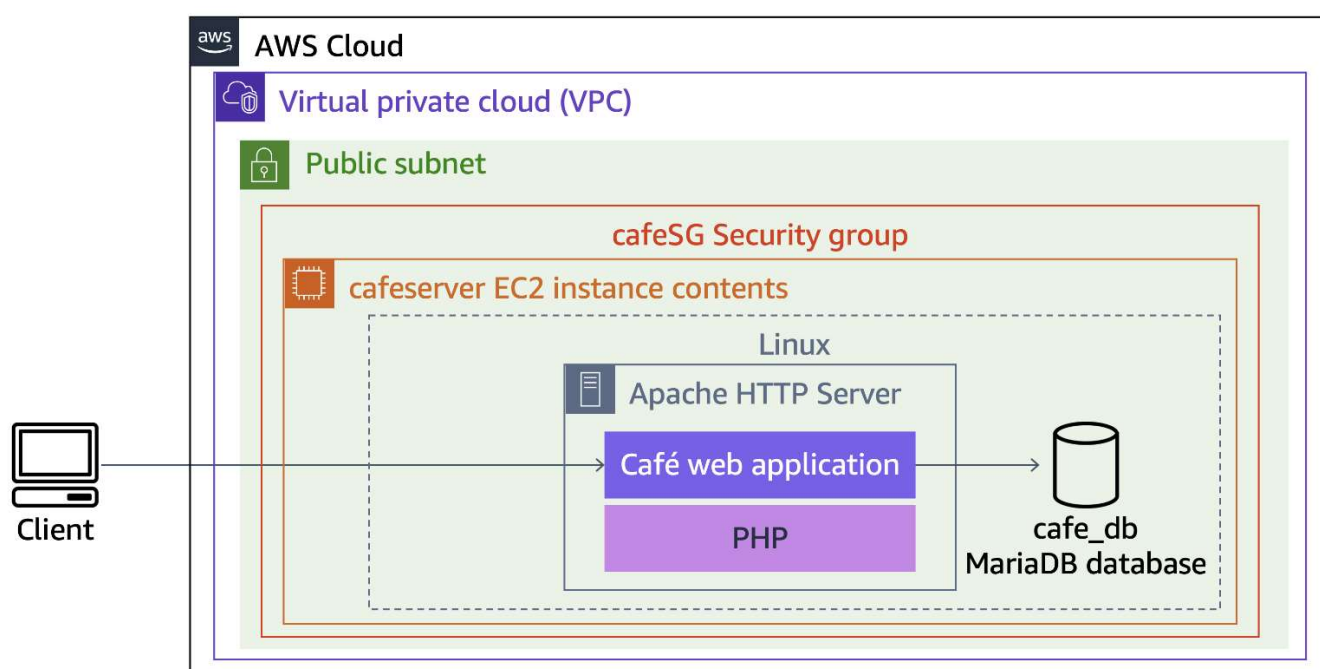 aws
AWS Cloud
Virtual private cloud (VPC)
Public subnet
cafeSG Security group
cafeserver EC2 instance contents
Linux
Apache HTTP Server
Café web application
PHP
Client
cafe_db
MariaDB database